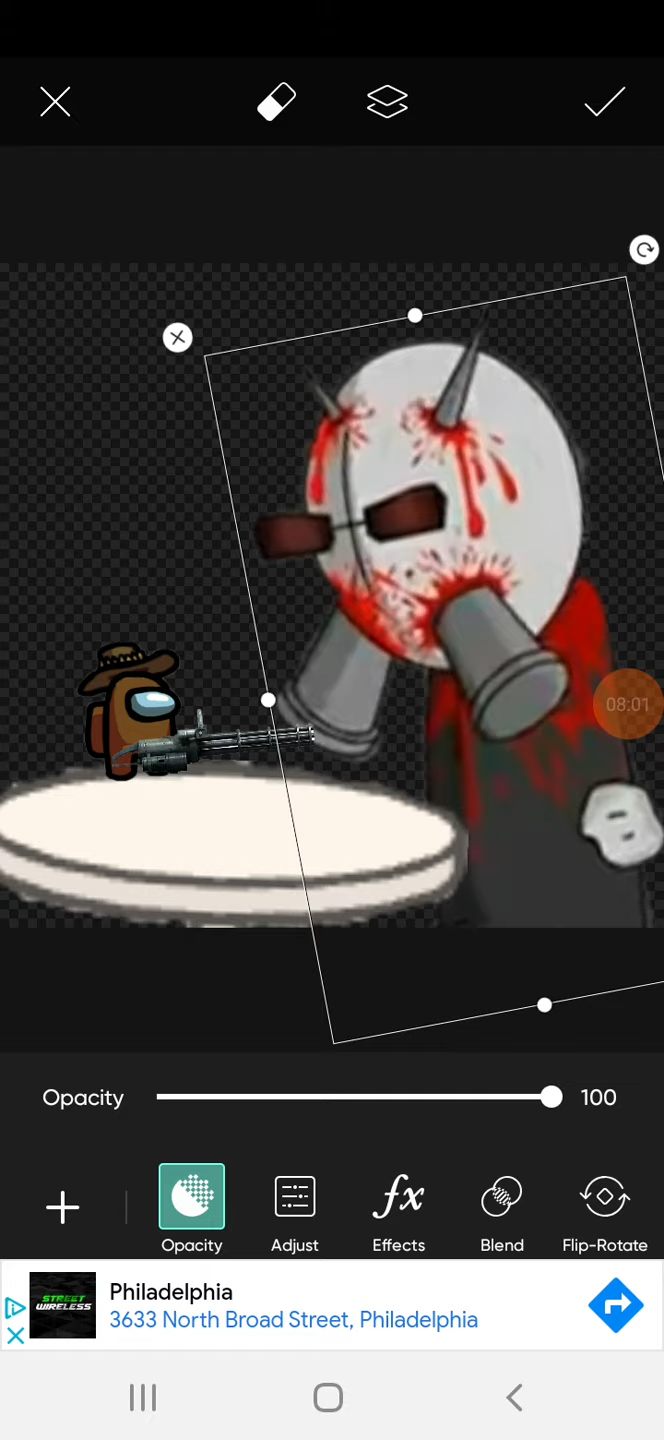 08:01
Opacity 100
Opacity Adjust Effects Blend Flip-Rotate
STREET
WIRELESS
Philadelphia
3633 North Broad Street, Philadelphia